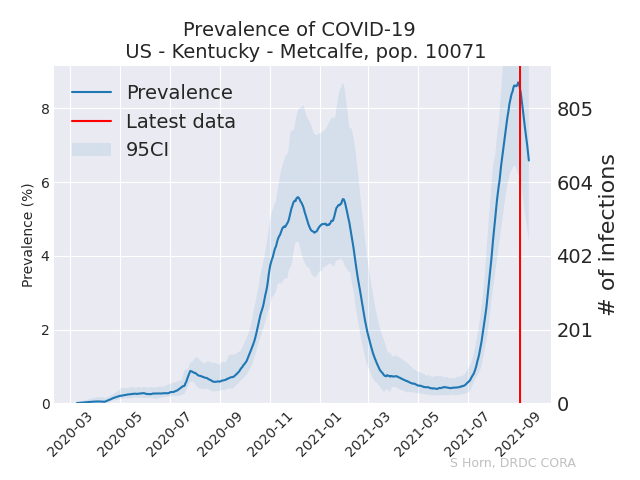 Prevalence of COVID-19
US - Kentucky - Metcalfe, pop. 10071
Prevalence
Latest data
95CI
Prevalence (%)
8
6
4
2
0
805
604
402
201
0
# of infections
2020-03
2020-05
2020-07
2020-09
2020-11
2021-01
2021-03
2021-05
2021-07
2021-09
S Horn, DRDC CORA